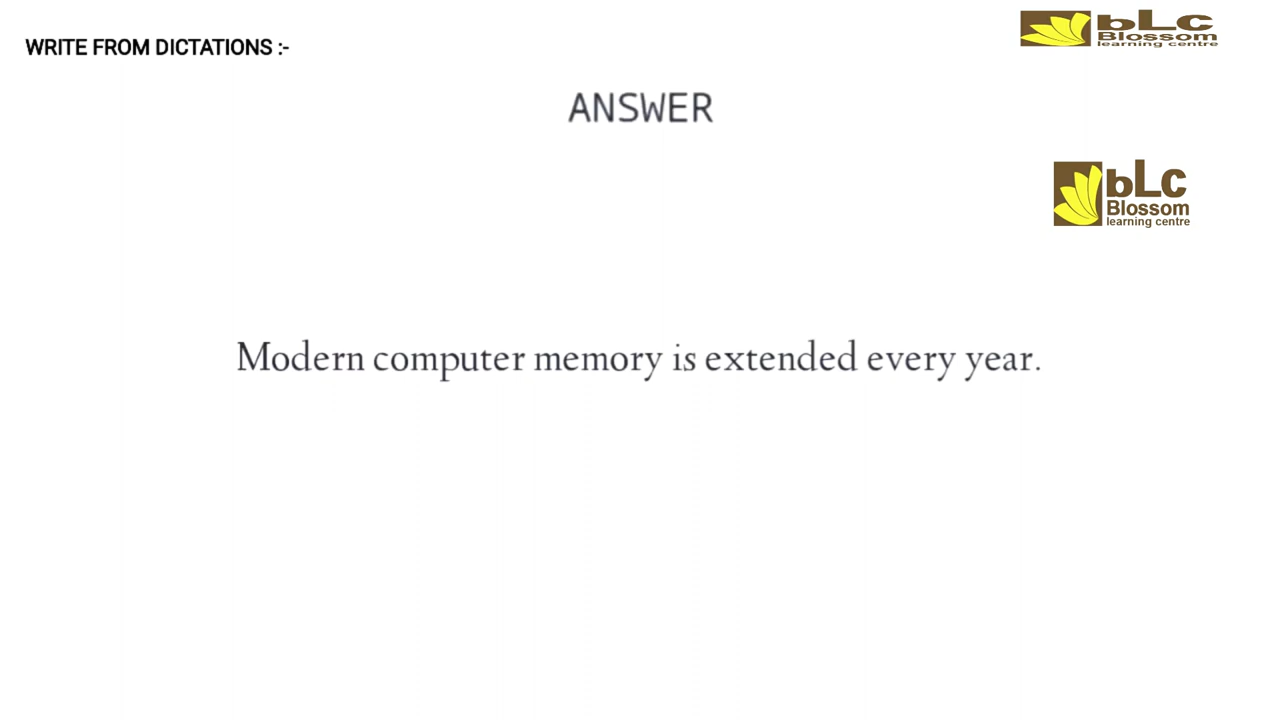 WRITE FROM DICTATIONS :-
bLC
Blossom
learning centre
ANSWER
bLC
Blossom
learning centre
Modern computer memory is extended every year.